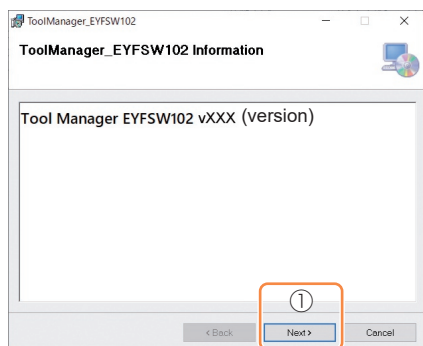 ToolManager_EYFSW102
ToolManager_EYFSW102 Information
Tool Manager EYFSW102 vXXX (version)
①
< Back
Next >
Cancel